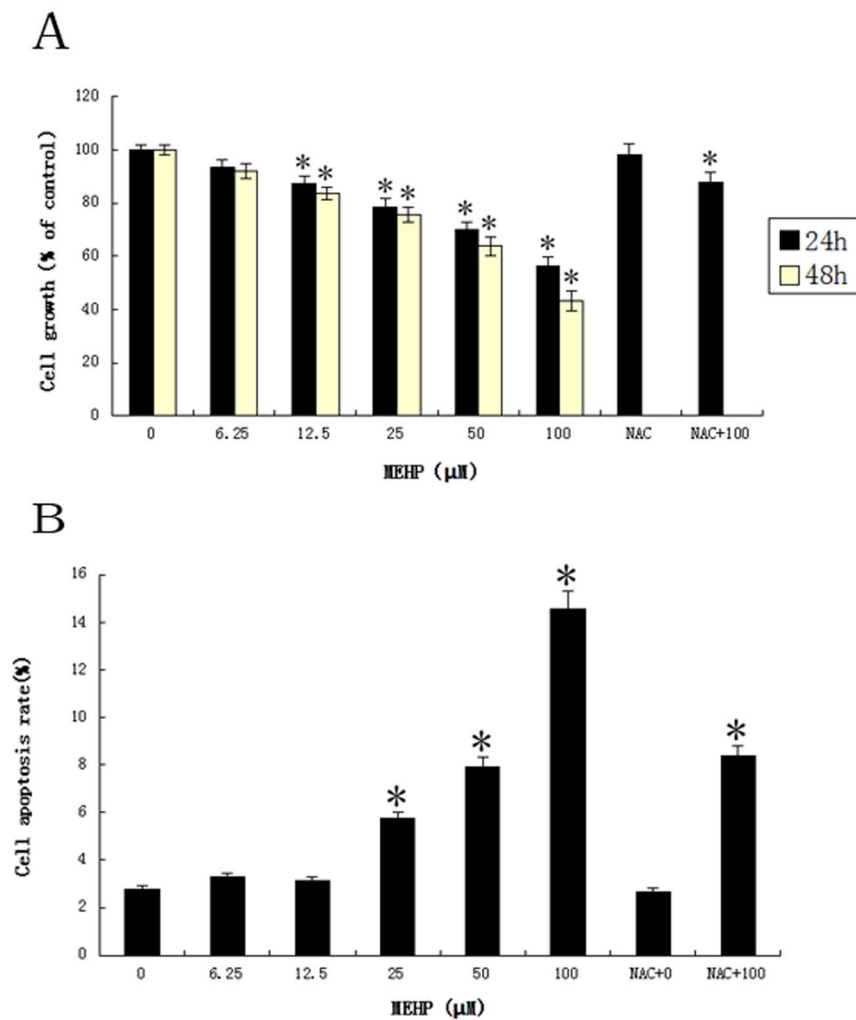 A
Cell growth (% of control)
120
100
80
60
40
20
0
* * * * * * * * *
0 6.25 12.5 25 50 100 NAC NAC+100
MEHP (μM)
24h
48h
B
Cell apoptosis rate(%)
16
14
12
10
8
6
4
2
0
* * * *
0 6.25 12.5 25 50 100 NAC+0 NAC+100
MEHP (μM)